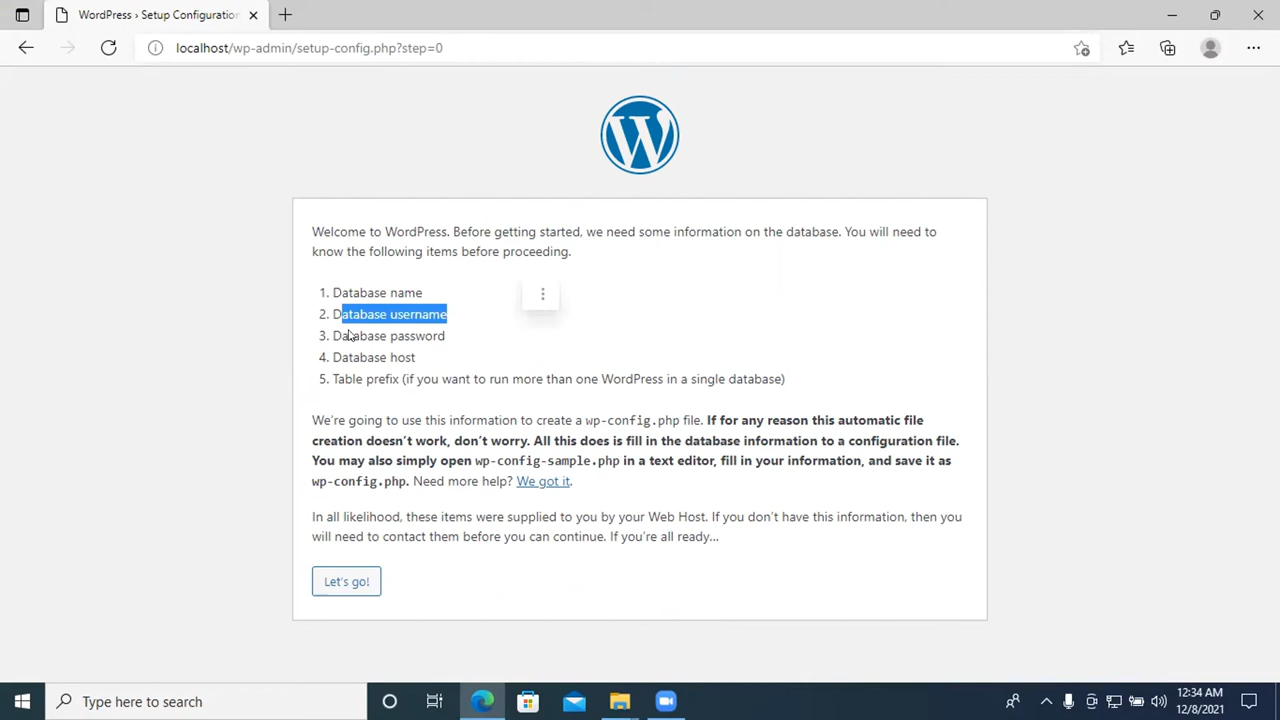 WordPress › Setup Configuration
localhost/wp-admin/setup-config.php?step=0
Welcome to WordPress. Before getting started, we need some information on the database. You will need to
know the following items before proceeding.
1. Database name
2. Database username
3. Database password
4. Database host
5. Table prefix (if you want to run more than one WordPress in a single database)
We’re going to use this information to create a wp-config.php file. If for any reason this automatic file
creation doesn’t work, don’t worry. All this does is fill in the database information to a configuration file.
You may also simply open wp-config-sample.php in a text editor, fill in your information, and save it as
wp-config.php. Need more help? We got it.
In all likelihood, these items were supplied to you by your Web Host. If you don’t have this information, then you
will need to contact them before you can continue. If you’re all ready…
Let’s go!
Type here to search
12:34 AM
12/8/2021